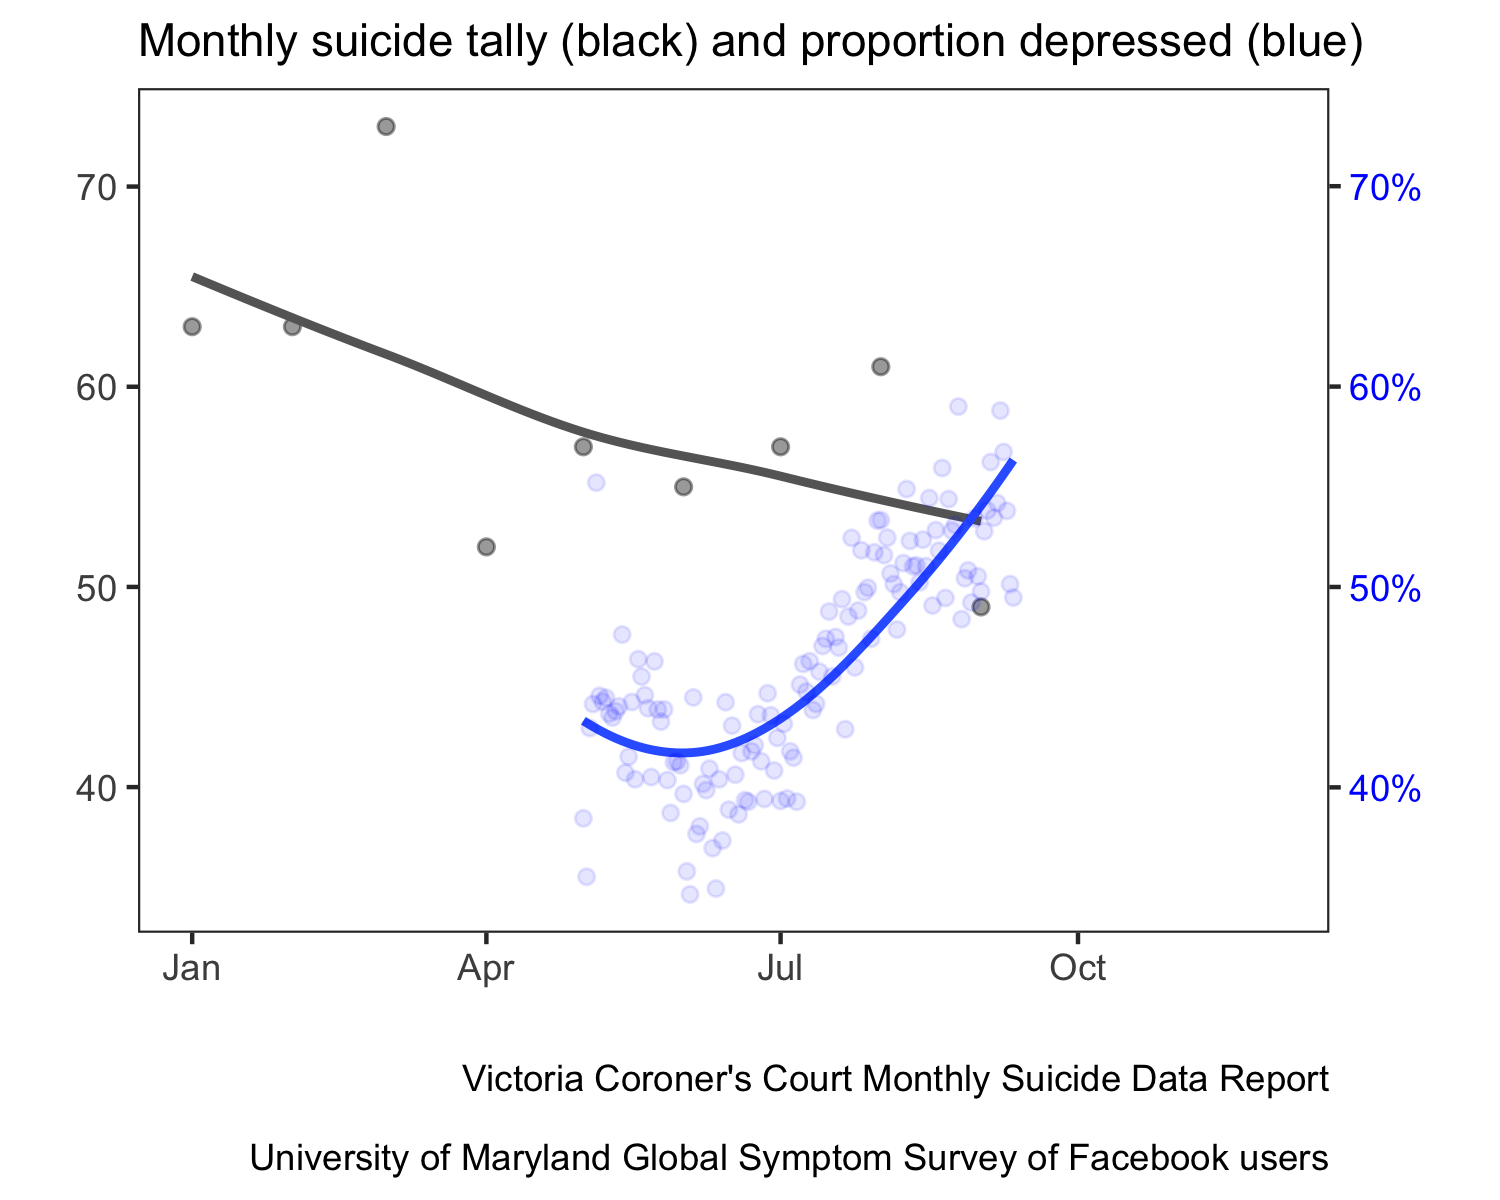 Monthly suicide tally (black) and proportion depressed (blue)
70
70%
60
60%
50
50%
40
40%
Jan
Apr
Jul
Oct
Victoria Coroner's Court Monthly Suicide Data Report
University of Maryland Global Symptom Survey of Facebook users